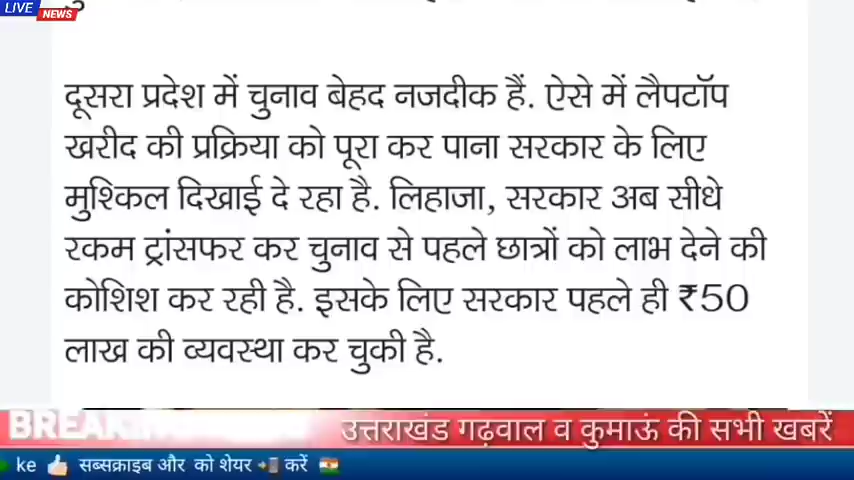 LIVE
NEWS
दूसरा प्रदेश में चुनाव बेहद नजदीक हैं. ऐसे में लैपटॉप
खरीद की प्रक्रिया को पूरा कर पाना सरकार के लिए
मुश्किल दिखाई दे रहा है. लिहाजा, सरकार अब सीधे
रकम ट्रांसफर कर चुनाव से पहले छात्रों को लाभ देने की
कोशिश कर रही है. इसके लिए सरकार पहले ही ₹50
लाख की व्यवस्था कर चुकी है.
उत्तराखंड गढ़वाल व कुमाऊं की सभी खबरें
ke 👍🏻 सब्सक्राइब और को शेयर 📲 करें 🇮🇳